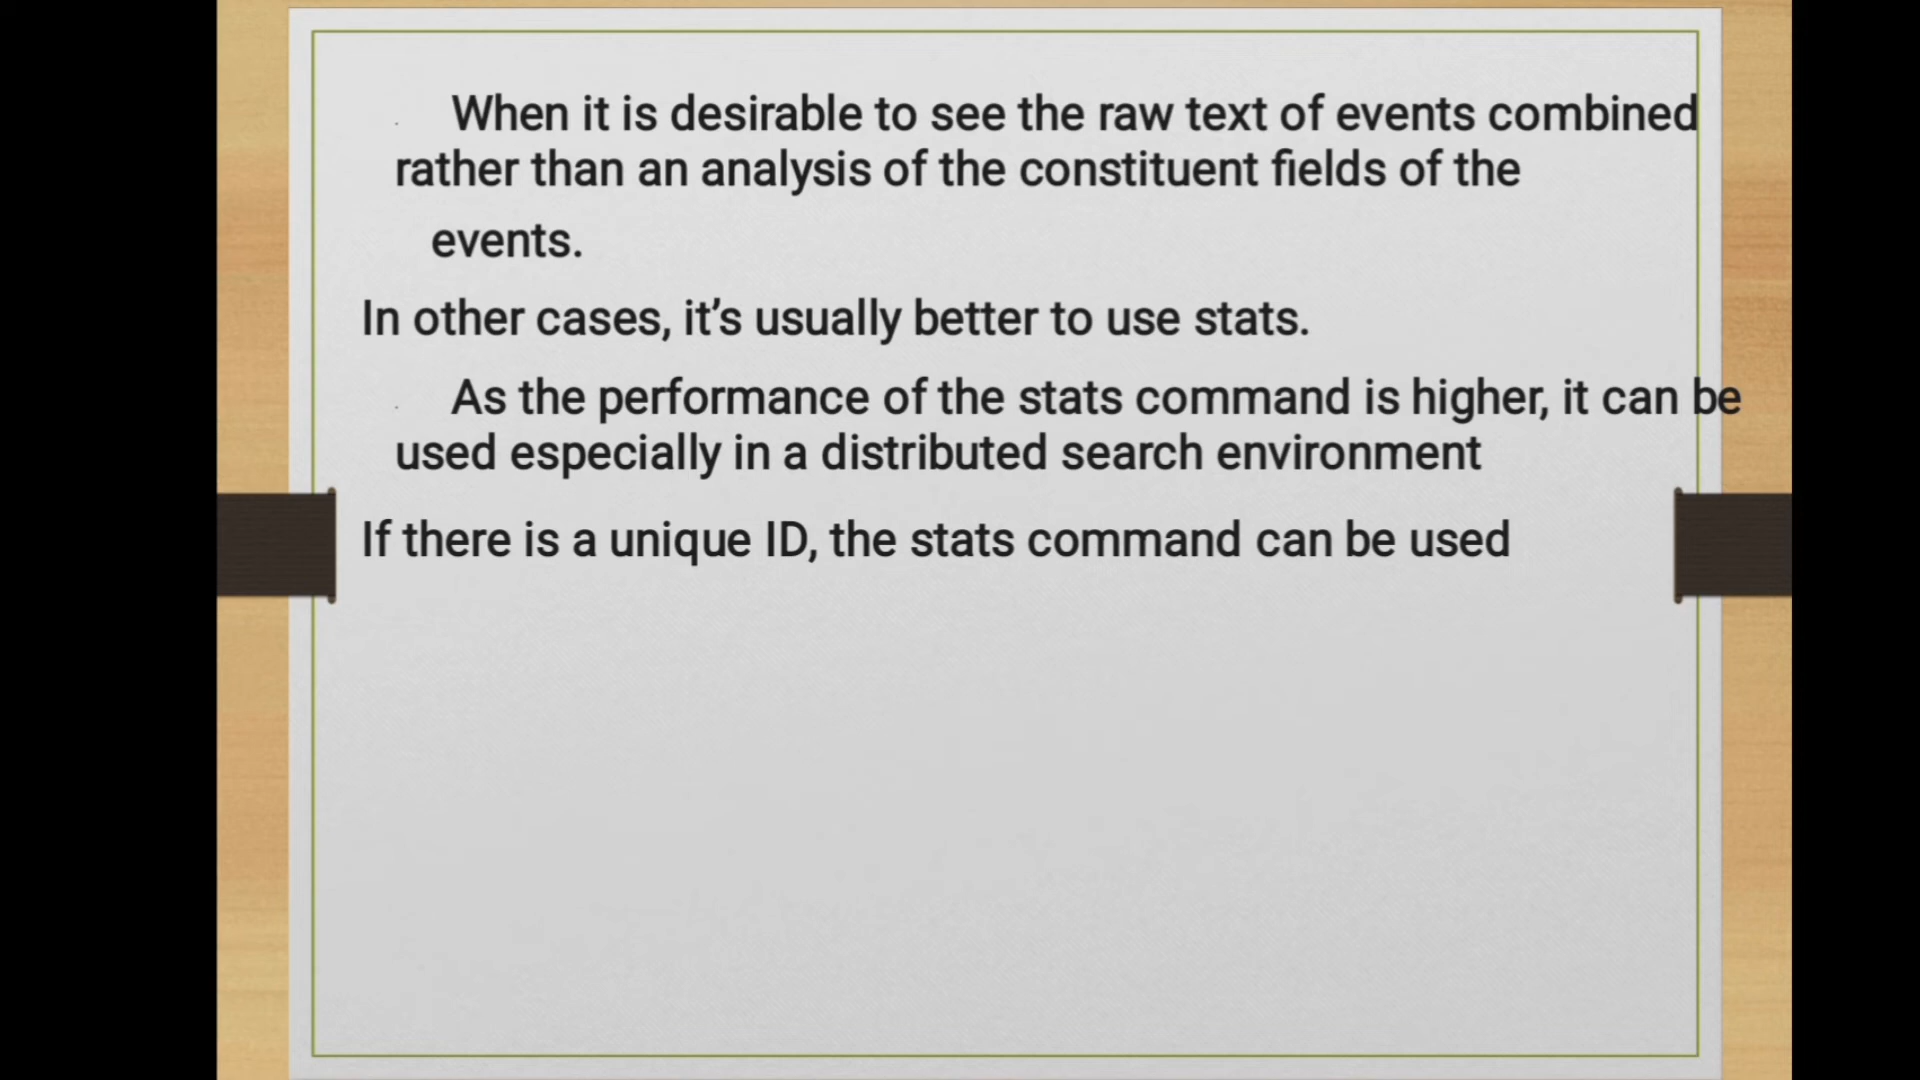 When it is desirable to see the raw text of events combined
rather than an analysis of the constituent fields of the
events.
In other cases, it’s usually better to use stats.
As the performance of the stats command is higher, it can be
used especially in a distributed search environment
If there is a unique ID, the stats command can be used